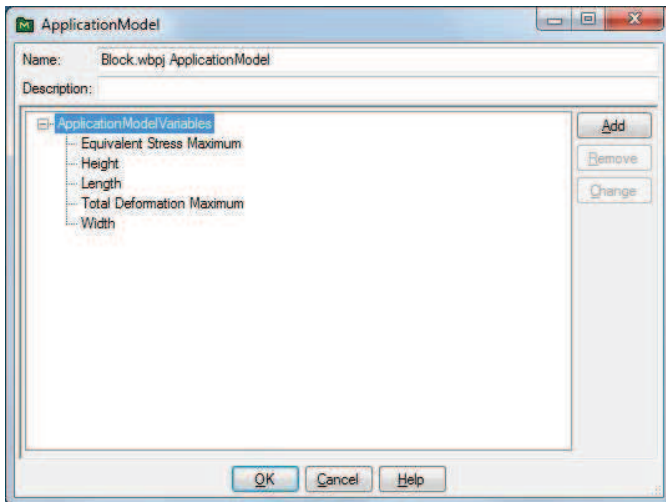 ApplicationModel
Name: Block.wbpj ApplicationModel
Description:
ApplicationModelVariables
Equivalent Stress Maximum
Height
Length
Total Deformation Maximum
Width
Add
Remove
Change
OK Cancel Help